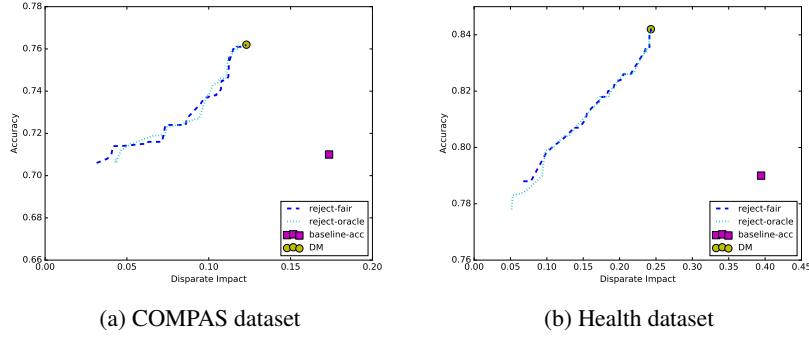 0.78
0.76
0.74
0.72
0.70
0.68
0.66
Accuracy
0.00
0.05
0.10
0.15
0.20
Disparate Impact
reject-fair
reject-oracle
baseline-acc
DM
(a) COMPAS dataset
0.84
0.82
0.80
0.78
0.76
Accuracy
0.00
0.05
0.10
0.15
0.20
0.25
0.30
0.35
0.40
0.45
Disparate Impact
reject-fair
reject-oracle
baseline-acc
DM
(b) Health dataset